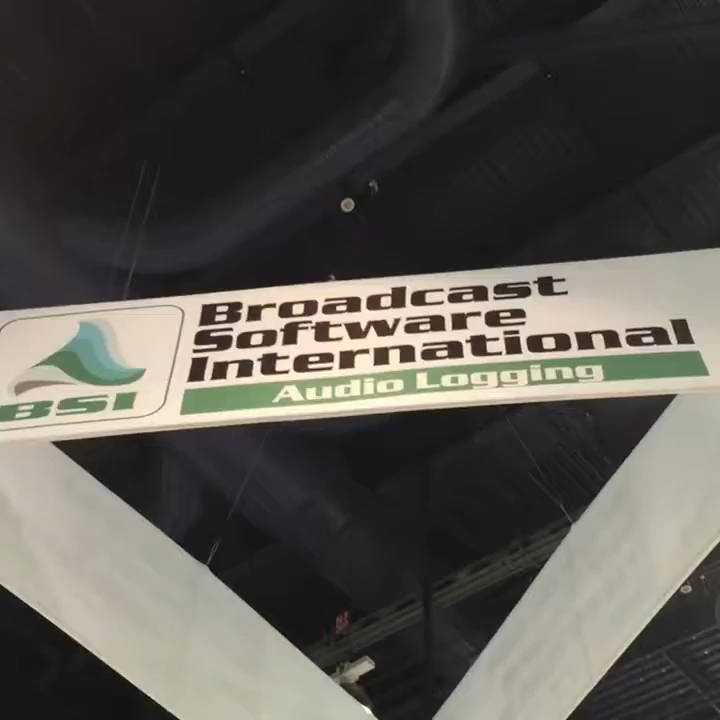 BSI
Broadcast
Software
International
Audio Logging